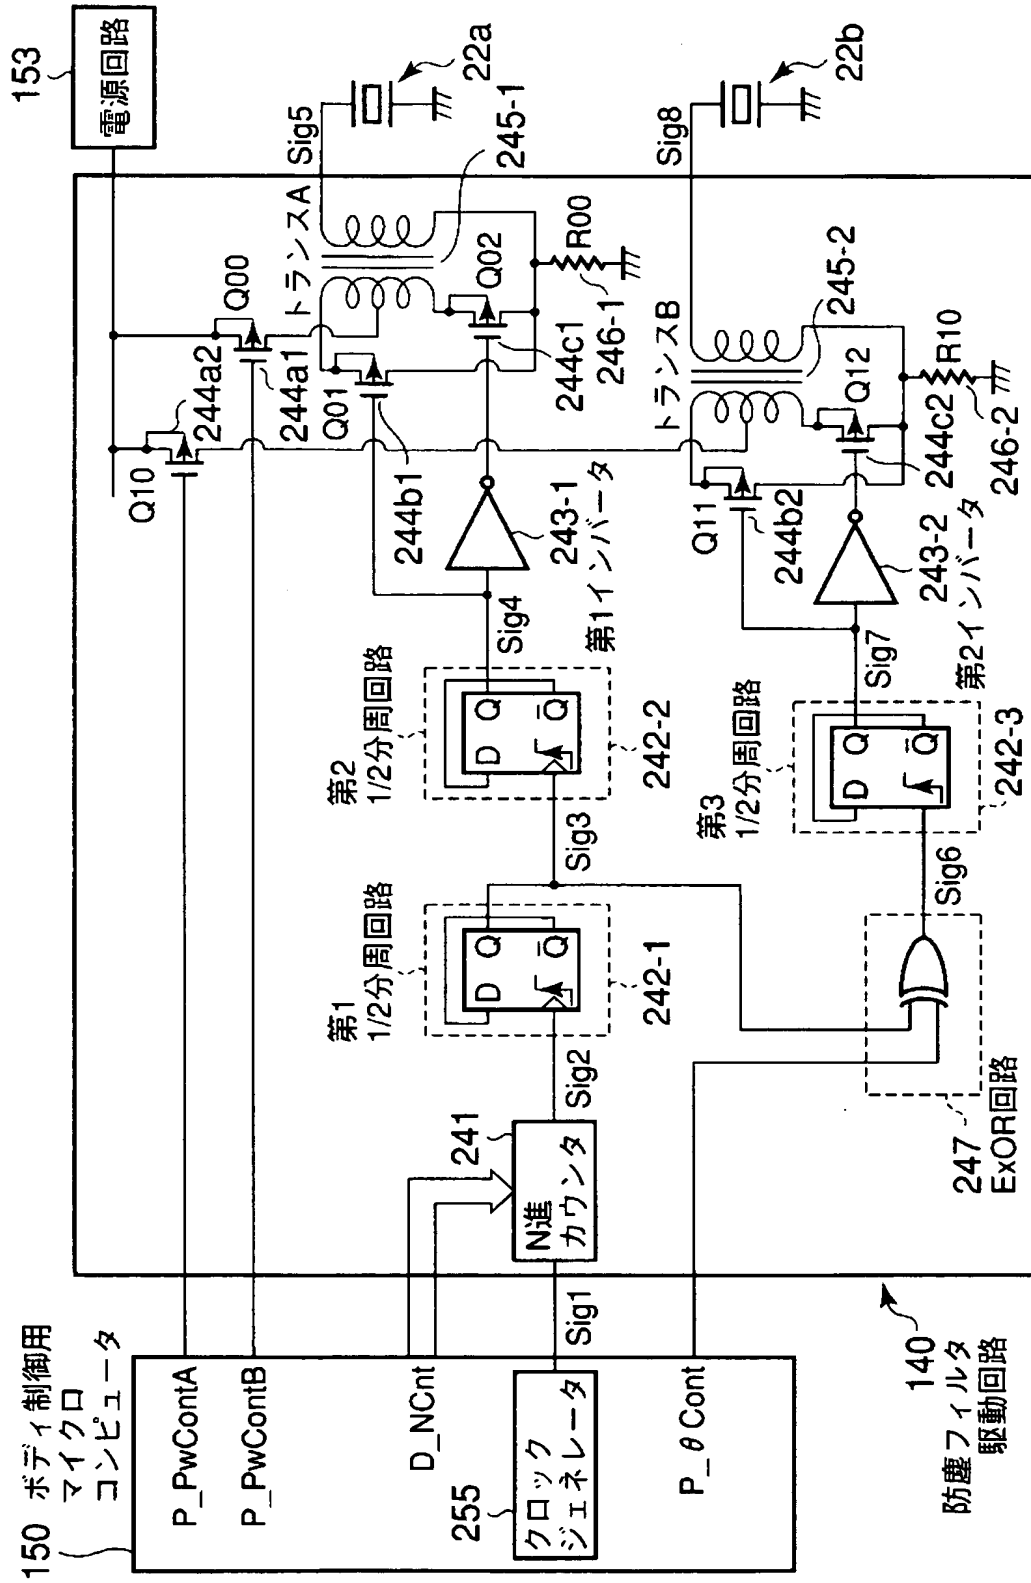 150 ボディ制御用
マイクロ
コンピュータ
P_PwContA
P_PwContB
D_NCnt
255
クロック
ジェネレータ
P_θCont
Sig1
140
防塵フィルタ
駆動回路
241
N進
カウンタ
Sig2
第1
1/2分周回路
D Q
Q
242-1
Sig3
第2
1/2分周回路
D Q
Q
242-2
Sig4
243-1
第1インバータ
247
ExOR回路
Sig6
第3
1/2分周回路
D Q
Q
242-3
Sig7
243-2
第2インバータ
Q10
244a2
Q00
244a1
Q01
244b1
Q02
244c1
トランスA
245-1
R00
246-1
Q11
244b2
Q12
244c2
トランスB
245-2
R10
246-2
153
電源回路
Sig5
22a
Sig8
22b